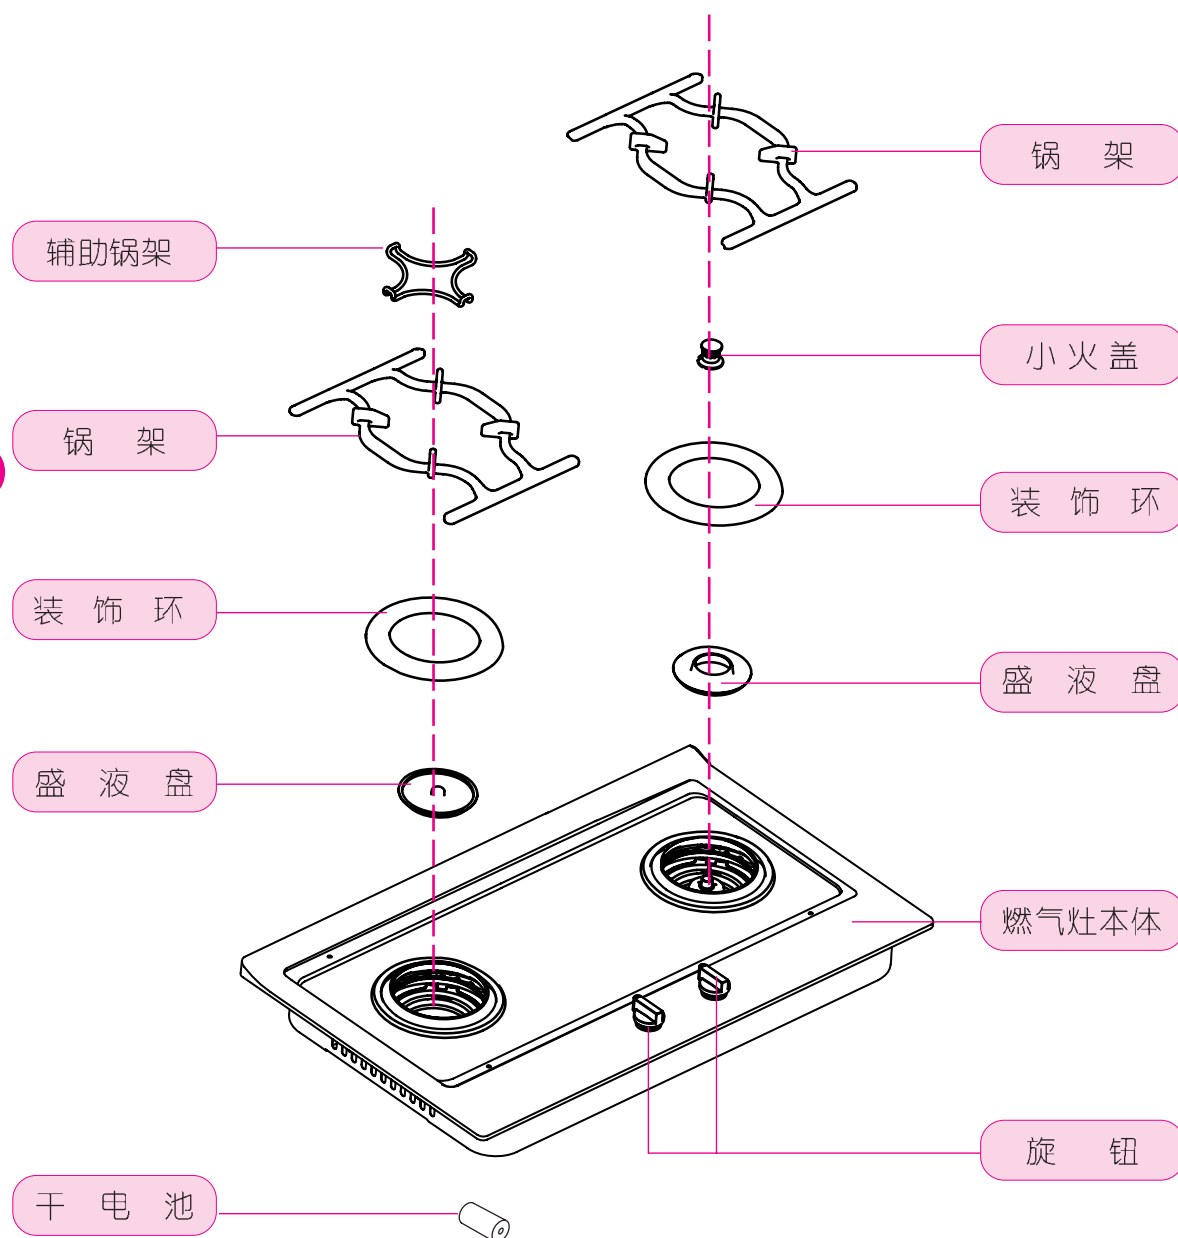 锅 架
辅助锅架
小火盖
锅 架
装 饰 环
装 饰 环
盛 液 盘
盛 液 盘
燃气灶本体
旋 钮
干 电 池